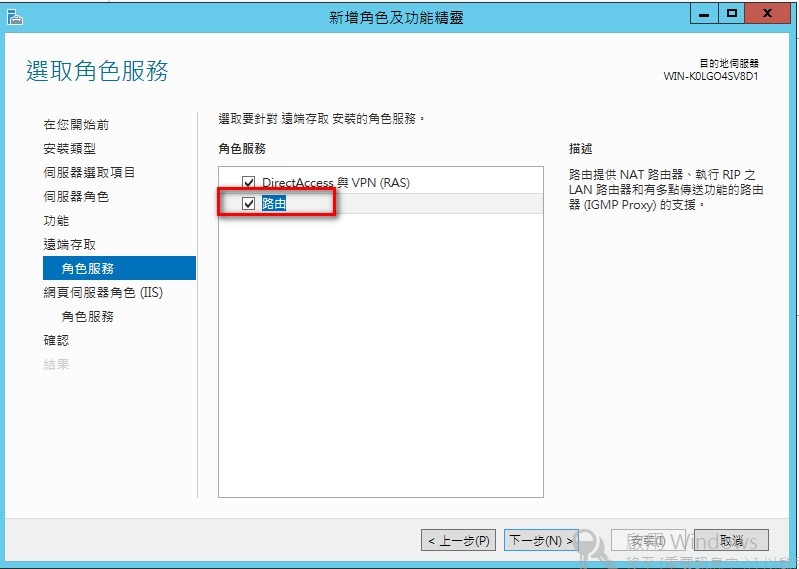 新增角色及功能精靈
選取角色服務
目的地伺服器
WIN-K0LGO4SV8D1
在您開始前
安裝類型
伺服器選取項目
伺服器角色
功能
遠端存取
角色服務
網頁伺服器角色 (IIS)
角色服務
確認
結果
選取要針對 遠端存取 安裝的角色服務。
角色服務
DirectAccess 與 VPN (RAS)
路由
描述
路由提供 NAT 路由器、執行 RIP 之
LAN 路由器和有多點傳送功能的路由
器 (IGMP Proxy) 的支援。
< 上一步(P)
下一步(N) >
安裝(I)
取消
啟用 Windows